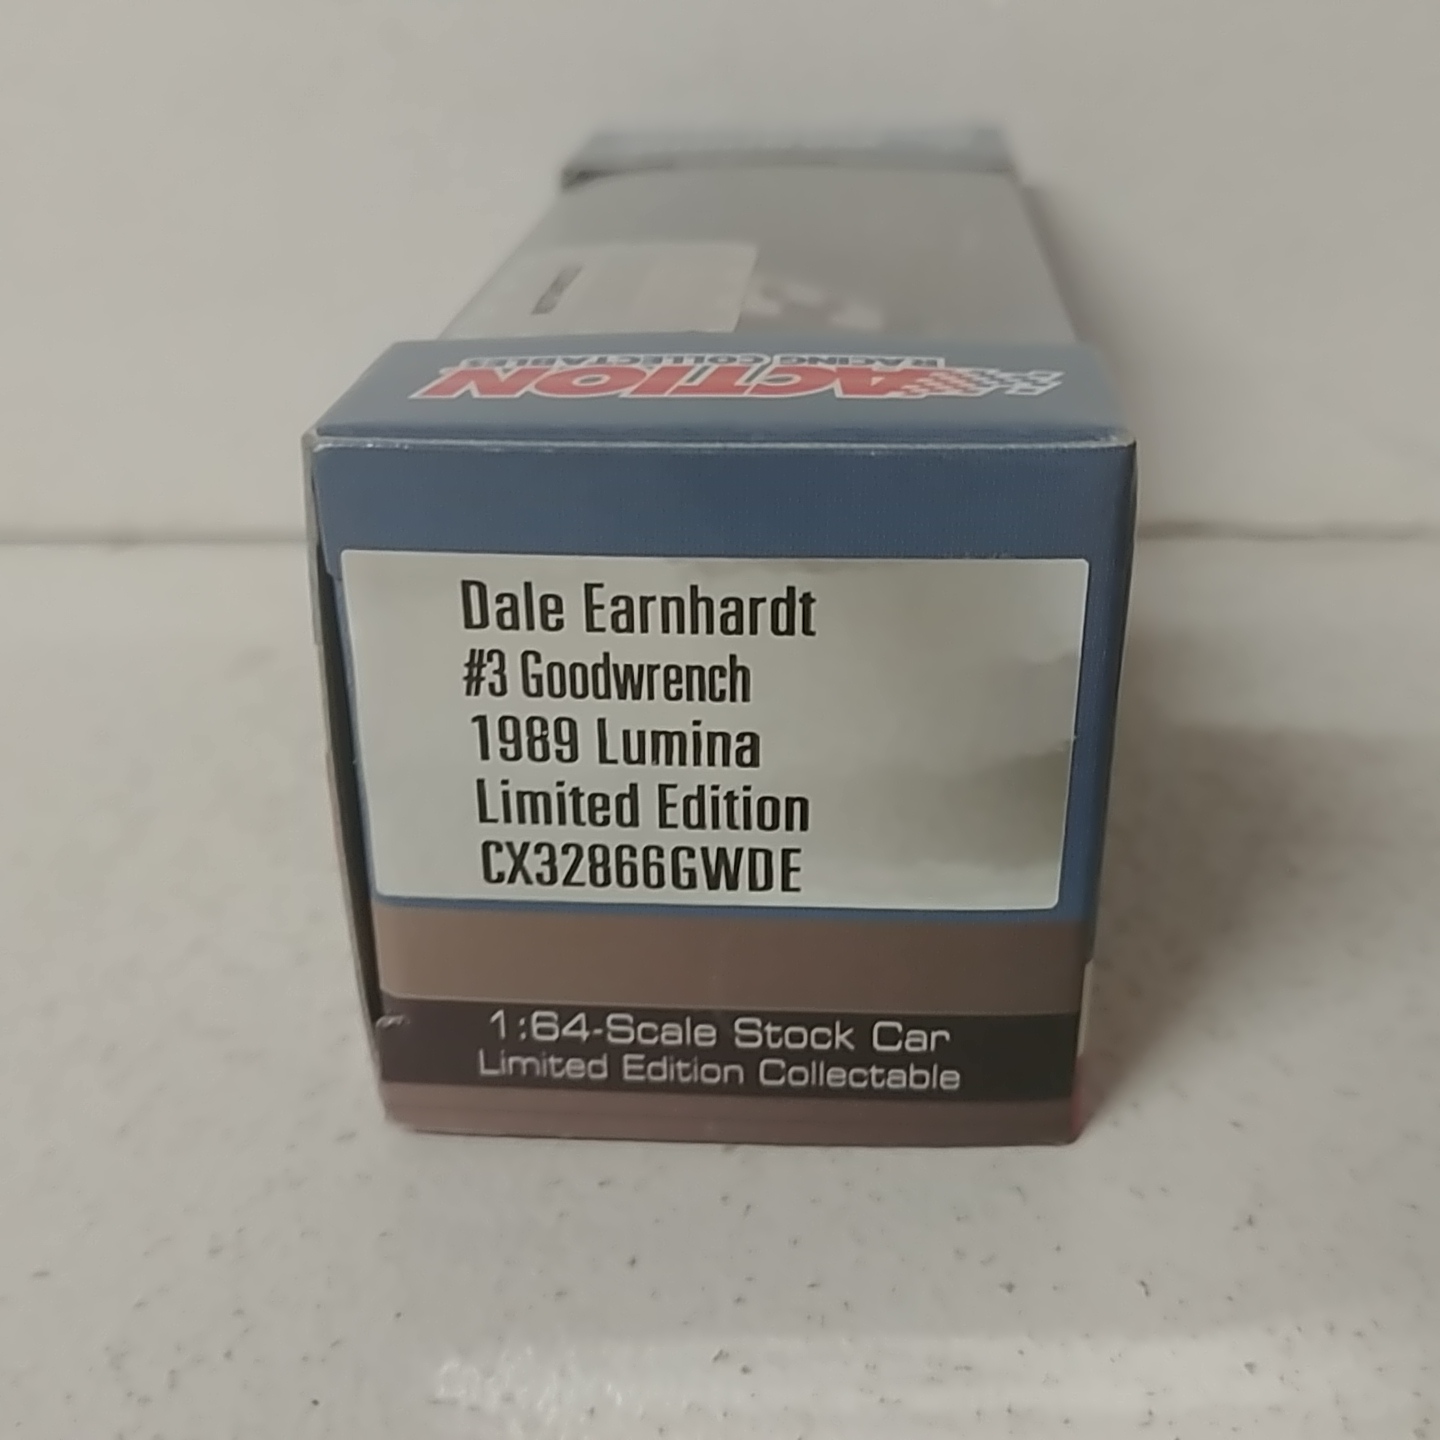 ACTION
RACING COLLECTABLES
Dale Earnhardt
#3 Goodwrench
1989 Lumina
Limited Edition
CX32866GWDE
1:64-Scale Stock Car
Limited Edition Collectable